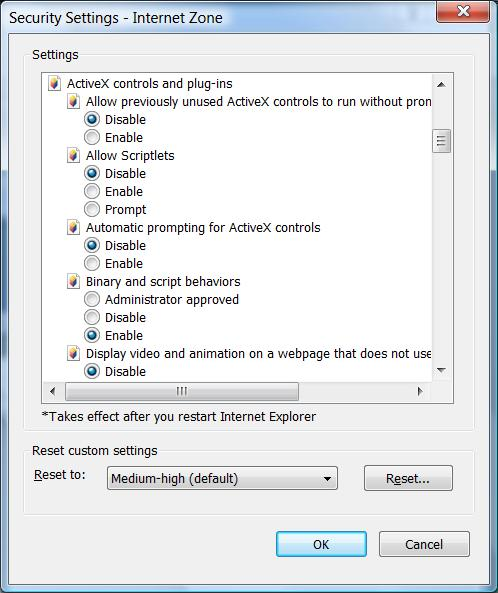 Security Settings - Internet Zone
Settings
ActiveX controls and plug-ins
Allow previously unused ActiveX controls to run without pron
Disable
Enable
Allow Scriptlets
Disable
Enable
Prompt
Automatic prompting for ActiveX controls
Disable
Enable
Binary and script behaviors
Administrator approved
Disable
Enable
Display video and animation on a webpage that does not use
Disable
*Takes effect after you restart Internet Explorer
Reset custom settings
Reset to:
Medium-high (default)
Reset...
OK
Cancel